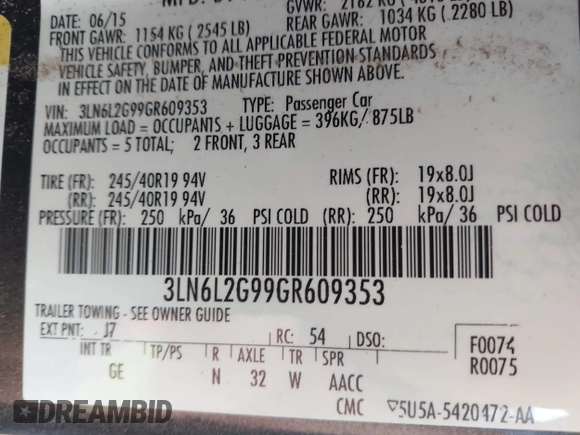 DATE: 06/15
FRONT GAWR: 1154 KG ( 2545 LB)
REAR GAWR: 1034 KG ( 2280 LB)
THIS VEHICLE CONFORMS TO ALL APPLICABLE FEDERAL MOTOR
VEHICLE SAFETY, BUMPER, AND THEFT PREVENTION STANDARDS
IN EFFECT ON THE DATE OF MANUFACTURE SHOWN ABOVE.
VIN: 3LN6L2G99GR609353 TYPE: Passenger Car
MAXIMUM LOAD = OCCUPANTS + LUGGAGE = 396KG/ 875LB
OCCUPANTS = 5 TOTAL; 2 FRONT, 3 REAR
TIRE (FR): 245/40R19 94V RIMS (FR): 19x8.0J
(RR): 245/40R19 94V (RR): 19x8.0J
PRESSURE (FR): 250 kPa/ 36 PSI COLD (RR): 250 kPa/ 36 PSI COLD
3LN6L2G99GR609353
TRAILER TOWING - SEE OWNER GUIDE
EXT PNT: J7 RC: 54 DSO: F0074
R0075
INT TR TP/PS R AXLE TR SPR
GE N 32 W AACC
CMC 5U5A-5420472-AA
DREAMBID.COM